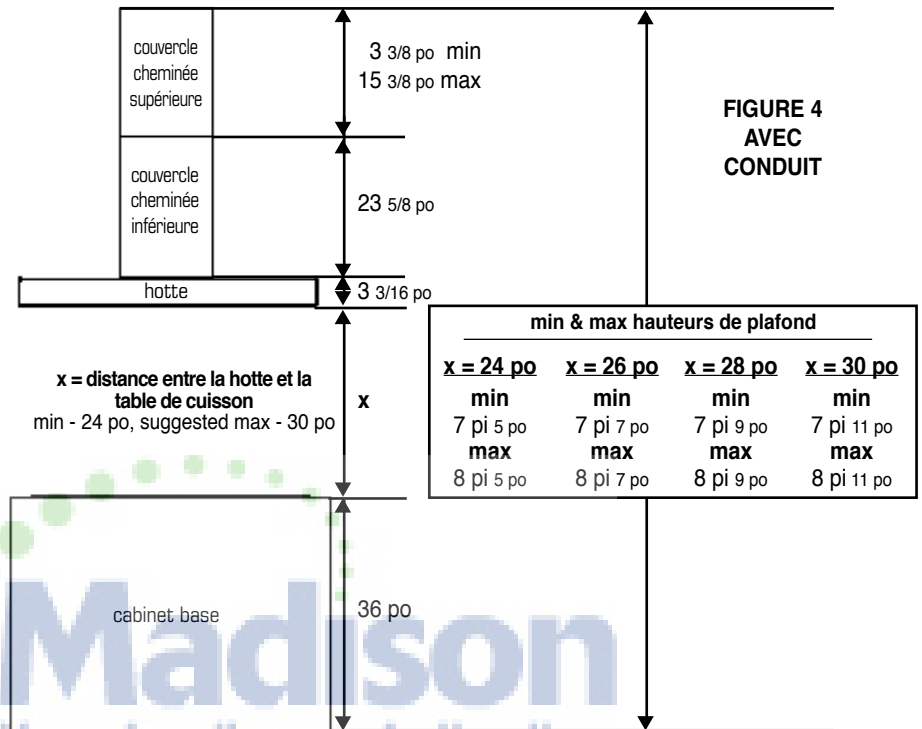 couvercle
cheminée
supérieure
3 3/8 po min
15 3/8 po max
FIGURE 4
AVEC
CONDUIT
couvercle
cheminée
inférieure
23 5/8 po
hotte
3 3/16 po
x = distance entre la hotte et la
table de cuisson
min - 24 po, suggested max - 30 po
x
min & max hauteurs de plafond
x = 24 po x = 26 po x = 28 po x = 30 po
min min min min
7 pi 5 po 7 pi 7 po 7 pi 9 po 7 pi 11 po
max max max max
8 pi 5 po 8 pi 7 po 8 pi 9 po 8 pi 11 po
cabinet base
36 po
Madison